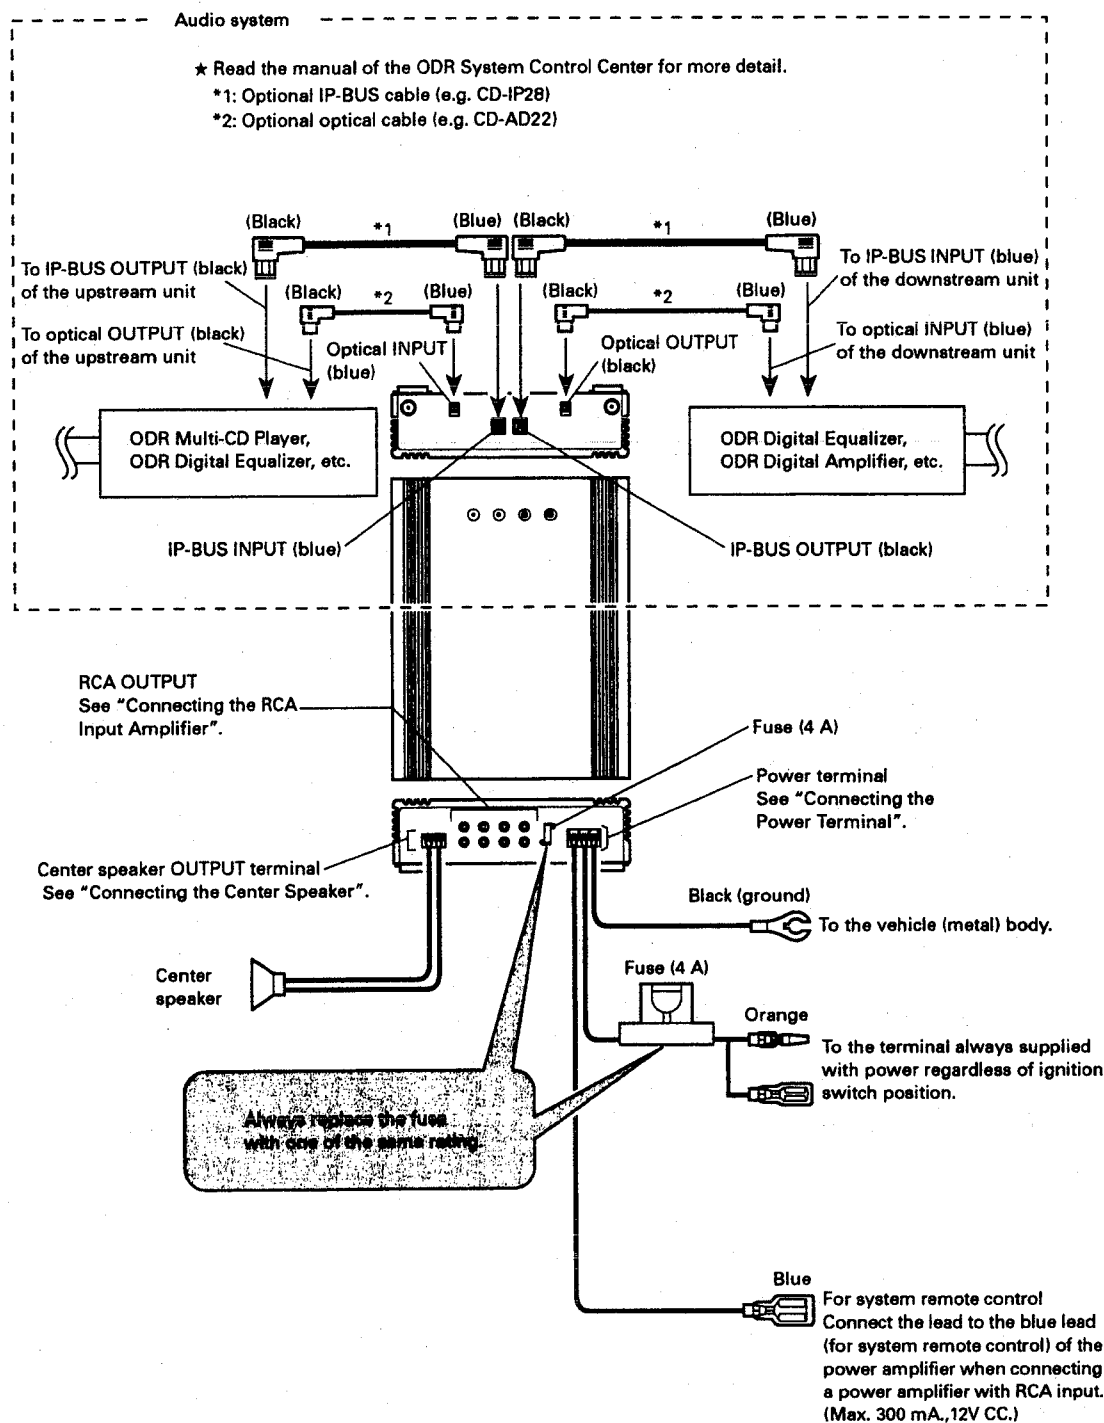 Audio system
★ Read the manual of the ODR System Control Center for more detail.
*1: Optional IP-BUS cable (e.g. CD-IP28)
*2: Optional optical cable (e.g. CD-AD22)
(Black)
*1
(Blue)
(Black)
*1
(Blue)
To IP-BUS OUTPUT (black)
of the upstream unit
To IP-BUS INPUT (blue)
of the downstream unit
(Black)
*2
(Blue)
(Black)
*2
(Blue)
To optical OUTPUT (black)
of the upstream unit
Optical INPUT
(blue)
Optical OUTPUT
(black)
To optical INPUT (blue)
of the downstream unit
ODR Multi-CD Player,
ODR Digital Equalizer, etc.
ODR Digital Equalizer,
ODR Digital Amplifier, etc.
IP-BUS INPUT (blue)
IP-BUS OUTPUT (black)
RCA OUTPUT
See "Connecting the RCA
Input Amplifier".
Fuse (4 A)
Power terminal
See "Connecting the
Power Terminal".
Center speaker OUTPUT terminal
See "Connecting the Center Speaker".
Black (ground)
To the vehicle (metal) body.
Center
speaker
Fuse (4 A)
Orange
To the terminal always supplied
with power regardless of ignition
switch position.
Always replace the fuse
with one of the same rating.
Blue
For system remote control
Connect the lead to the blue lead
(for system remote control) of the
power amplifier when connecting
a power amplifier with RCA input.
(Max. 300 mA.,12V CC.)